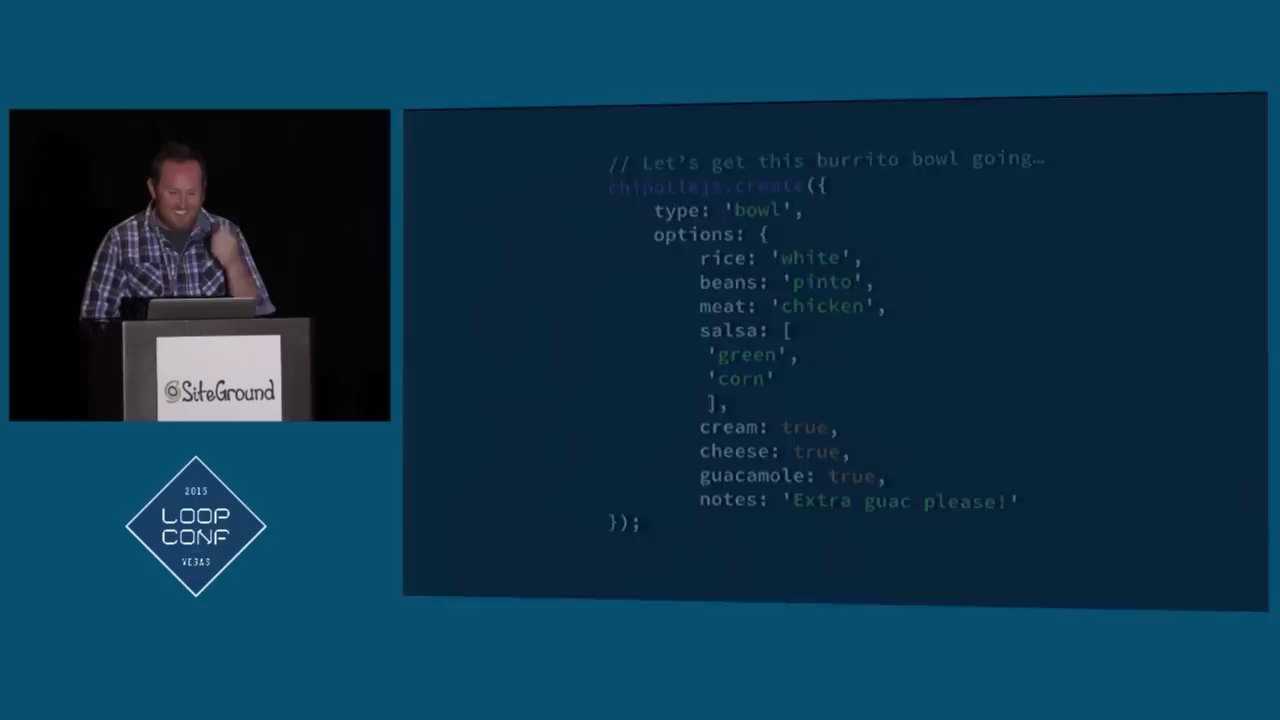 // Let's get this burrito bowl going…
chipotlejs.create({
type: 'bowl',
options: {
rice: 'white',
beans: 'pinto',
meat: 'chicken',
salsa: [
'green',
'corn'
],
cream: true,
cheese: true,
guacamole: true,
notes: 'Extra guac please!'
});
SiteGround
2015
LOOP
CONF
VEGAS